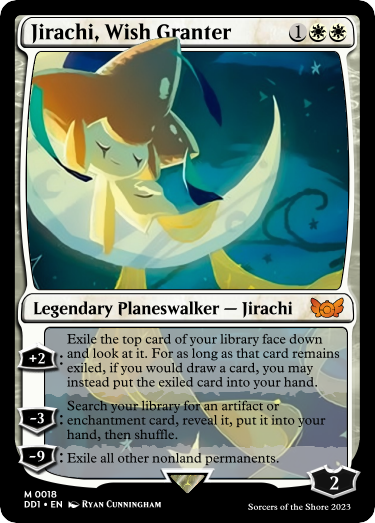 Jirachi, Wish Granter 1
Legendary Planeswalker — Jirachi
+2: Exile the top card of your library face down
and look at it. For as long as that card remains
exiled, if you would draw a card, you may
instead put the exiled card into your hand.
-3: Search your library for an artifact or
enchantment card, reveal it, put it into your
hand, then shuffle.
-9: Exile all other nonland permanents.
2
M 0018
DD1 • EN RYAN CUNNINGHAM
Sorcers of the Shore 2023